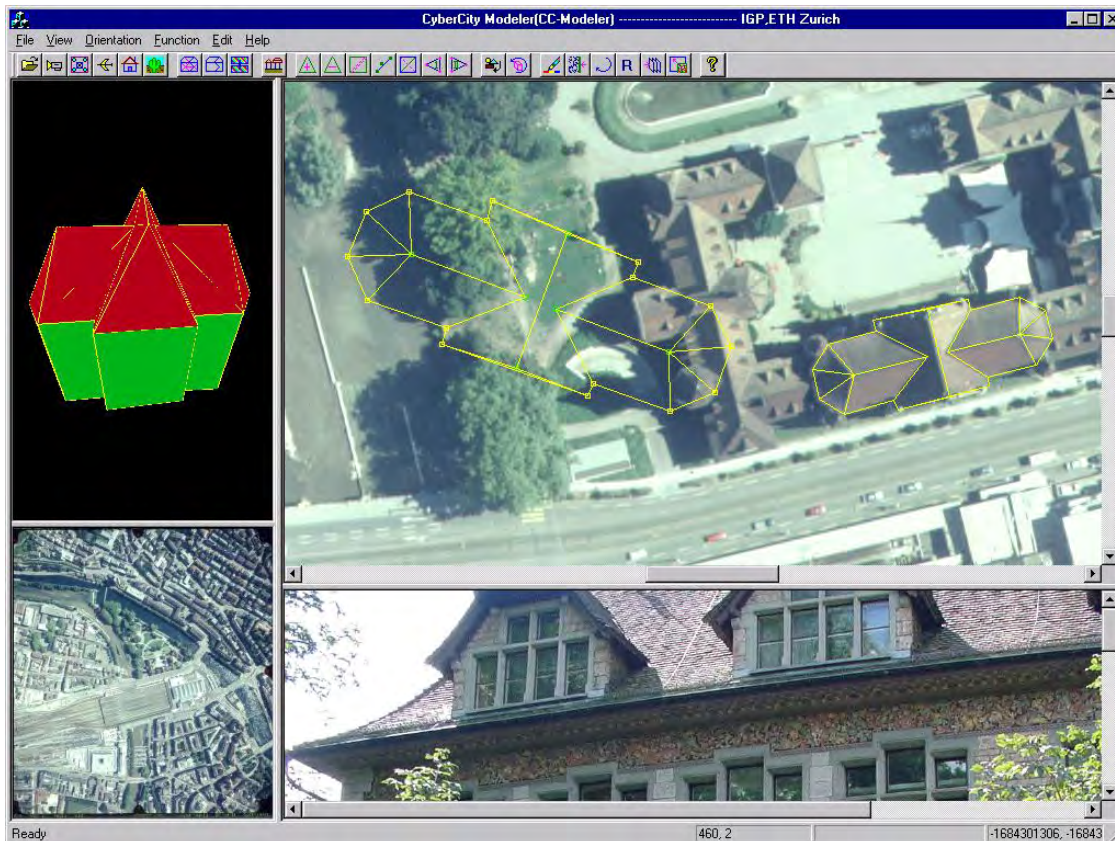 CyberCity Modeler(CC-Modeler) --------------------------- IGP,ETH Zurich
File View Orientation Function Edit Help
R ?
Ready 460, 2 -1684301306, -16843